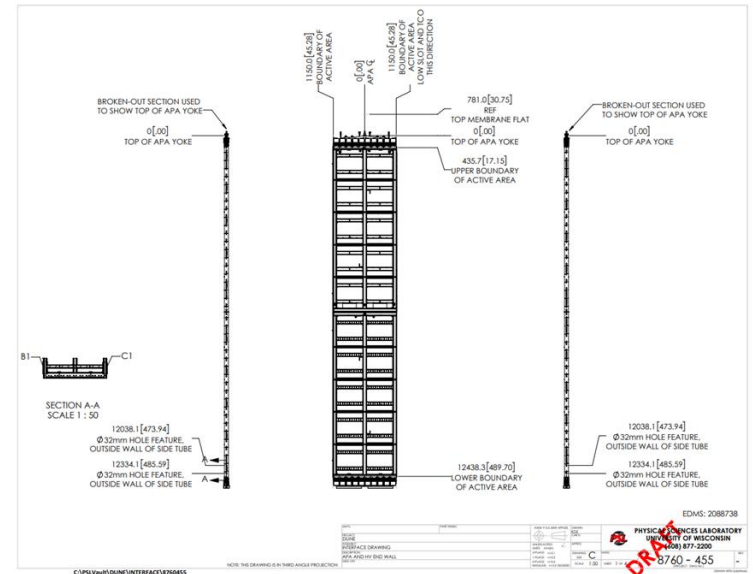 1150.0[45.28]
BOUNDARY OF
ACTIVE AREA
0[.00]
APA ℄
1150.0[45.28]
BOUNDARY OF
ACTIVE AREA
LOW SLOT AND TCO
THIS DIRECTION
781.0[30.75]
REF
TOP MEMBRANE FLAT
BROKEN-OUT SECTION USED
TO SHOW TOP OF APA YOKE
0[.00]
TOP OF APA YOKE
0[.00]
TOP OF APA YOKE
435.7[17.15]
UPPER BOUNDARY
OF ACTIVE AREA
BROKEN-OUT SECTION USED
TO SHOW TOP OF APA YOKE
0[.00]
TOP OF APA YOKE
B1
C1
SECTION A-A
SCALE 1 : 50
12038.1[473.94]
Ø32mm HOLE FEATURE,
OUTSIDE WALL OF SIDE TUBE
A
12334.1[485.59]
Ø32mm HOLE FEATURE,
OUTSIDE WALL OF SIDE TUBE
A
12438.3[489.70]
LOWER BOUNDARY
OF ACTIVE AREA
12038.1[473.94]
Ø32mm HOLE FEATURE,
OUTSIDE WALL OF SIDE TUBE
12334.1[485.59]
Ø32mm HOLE FEATURE,
OUTSIDE WALL OF SIDE TUBE
EDMS: 2088738
DUNE
INTERFACE DRAWING
APA AND HV END WALL
C
PSL
PHYSICAL SCIENCES LABORATORY
UNIVERSITY OF WISCONSIN
(608) 877-2200
8760 - 455
DRAFT
NOTE: THIS DRAWING IS IN THIRD ANGLE PROJECTION
C:\PSLVault\DUNE\INTERFACE\8760455